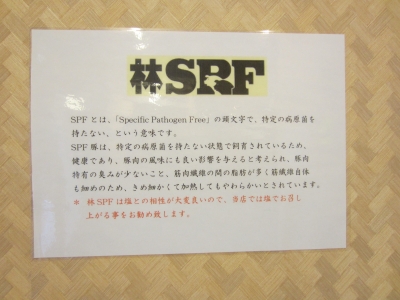 林SPF
SPFとは、「Specific Pathogen Free」の頭文字で、特定の病原菌を
持たない、という意味です。
SPF豚は、特定の病原菌を持たない状態で飼育されているため、
健康であり、豚肉の風味にも良い影響を与えると考えられ、豚肉
特有の臭みが少ないこと、筋肉繊維の間の脂肪が多く筋繊維自体
も細めのため、きめ細かくて加熱してもやわらかいとされています。
* 林SPFは塩との相性が大変良いので、当店では塩でお召し
上がる事をお勧め致します。